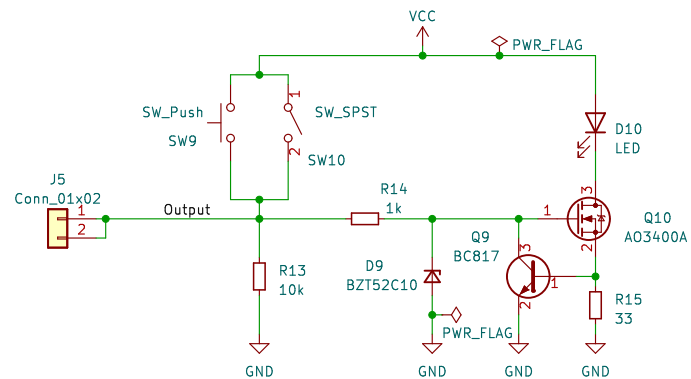 VCC
PWR_FLAG
SW_Push
1
SW_SPST
SW9
2
SW10
D10
LED
J5
Conn_01x02
1
2
Output
R14
1k
1
3
Q10
AO3400A
2
R13
10k
D9
BZT52C10
Q9
BC817
3
1
2
R15
33
PWR_FLAG
GND
GND
GND
GND